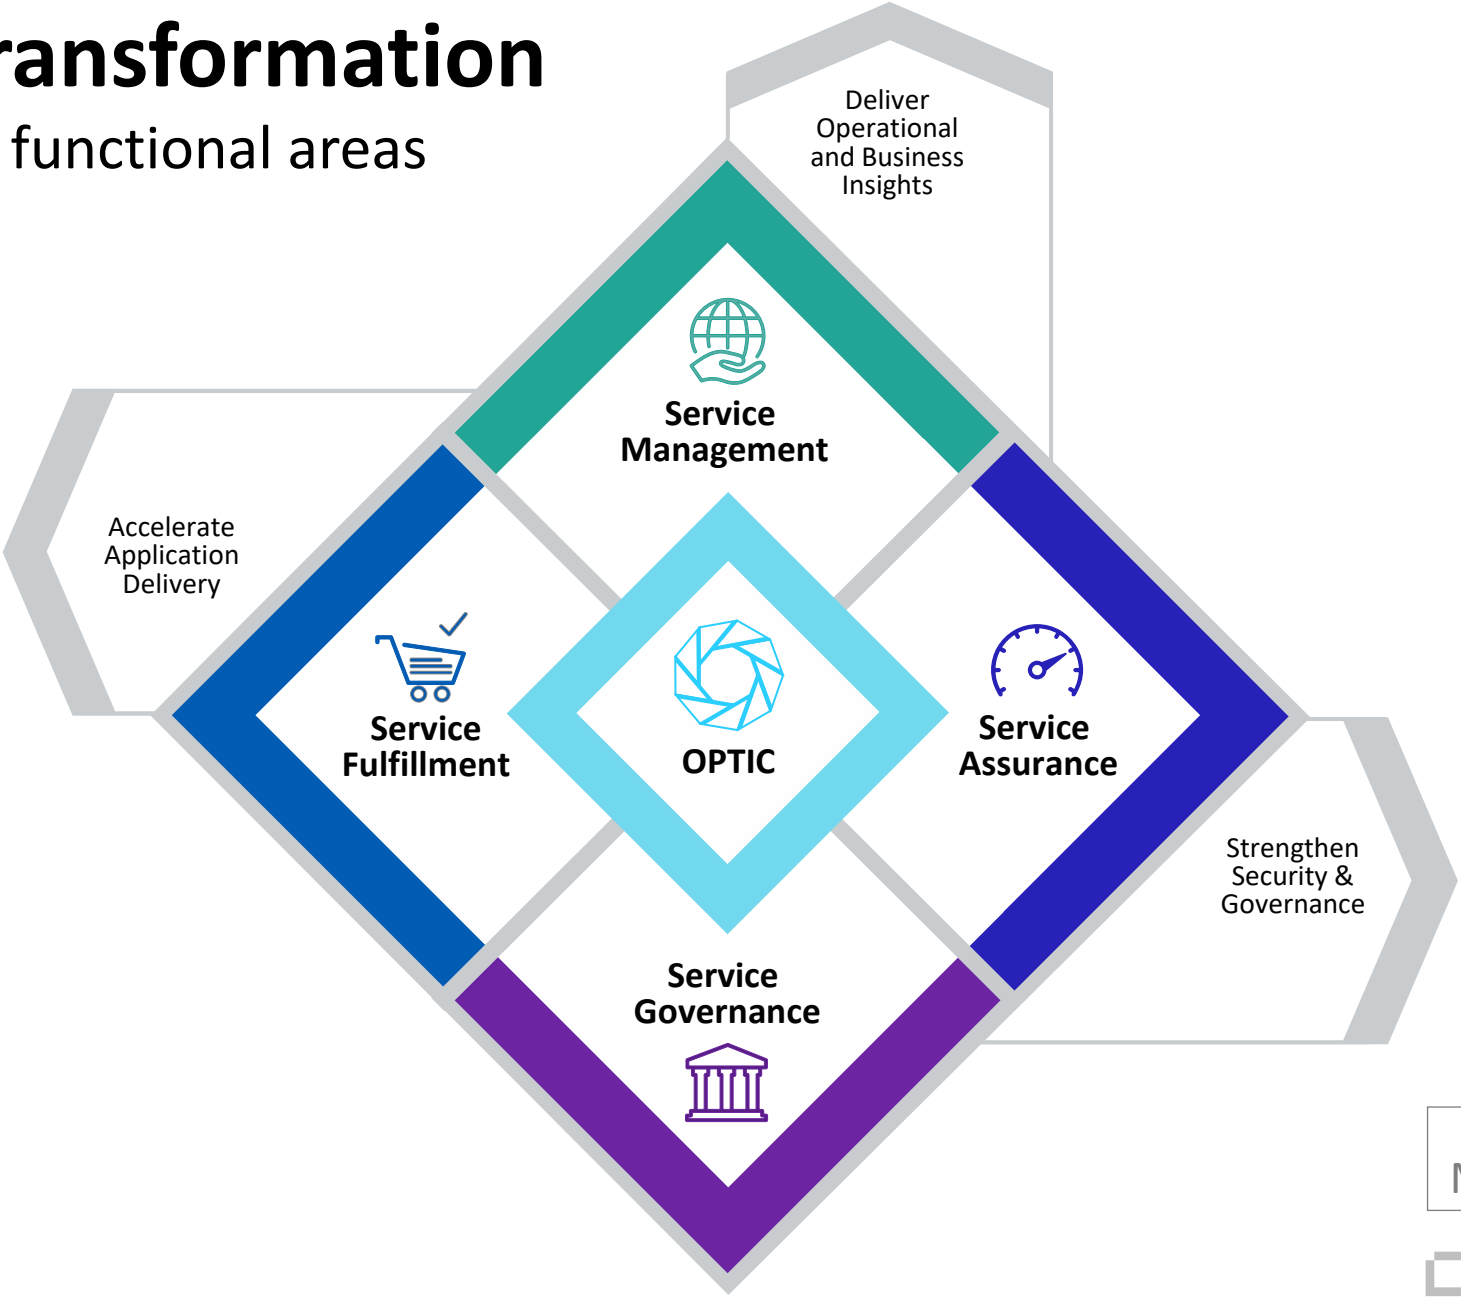 ransformation
functional areas
Deliver
Operational
and Business
Insights
Service
Management
Accelerate
Application
Delivery
Service
Fulfillment
OPTIC
Service
Assurance
Strengthen
Security &
Governance
Service
Governance